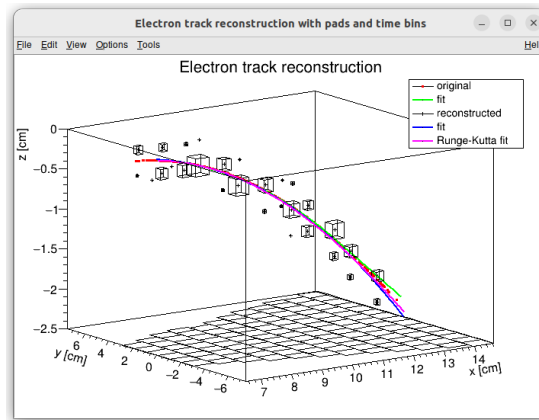 Electron track reconstruction with pads and time bins
File Edit View Options Tools Hel
Electron track reconstruction
original
fit
reconstructed
fit
Runge-Kutta fit
z [cm]
0
−0.5
−1
−1.5
−2
−2.5
y [cm]
6 4 2 0 −2 −4 −6
7 8 9 10 11 12 13 14
x [cm]